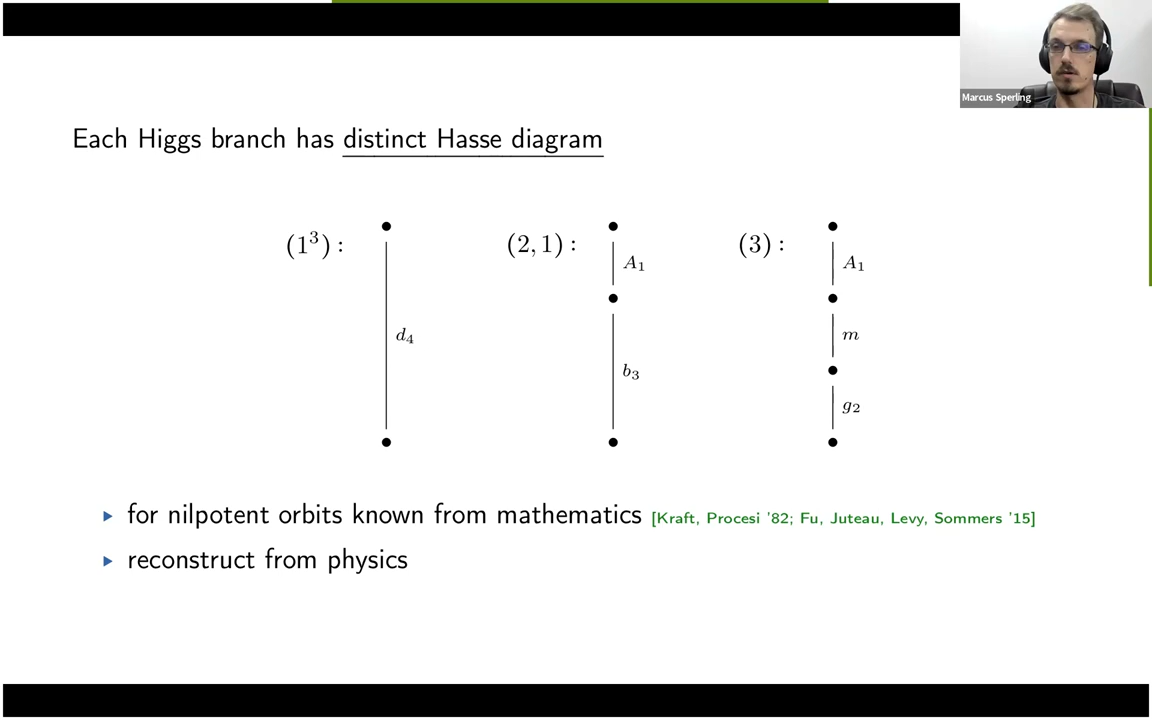 Marcus Sperling
Each Higgs branch has distinct Hasse diagram
(1³) :
d₄
(2, 1) :
A₁
b₃
(3) :
A₁
m
g₂
▸ for nilpotent orbits known from mathematics [Kraft, Procesi '82; Fu, Juteau, Levy, Sommers '15]
▸ reconstruct from physics